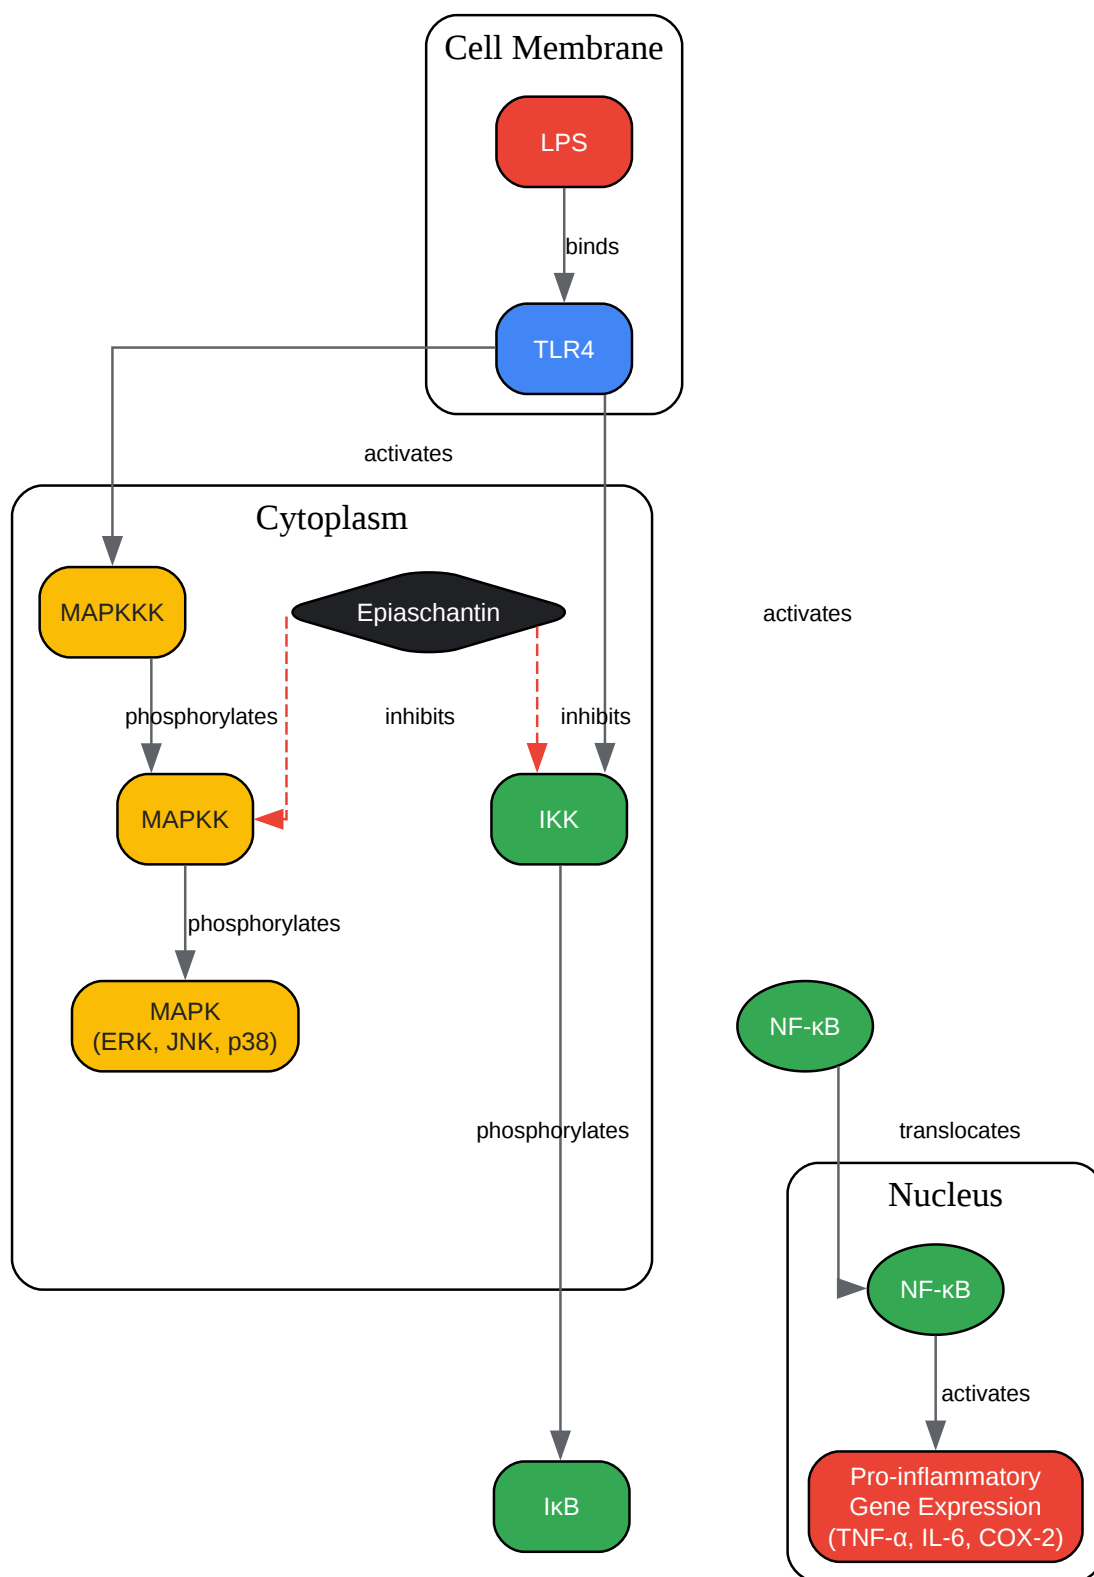 Cell Membrane
LPS
binds
TLR4
activates
Cytoplasm
MAPKKK
Epiaschantin
activates
phosphorylates
inhibits
inhibits
MAPKK
IKK
phosphorylates
MAPK
(ERK, JNK, p38)
NF-κB
phosphorylates
translocates
Nucleus
NF-κB
activates
IκB
Pro-inflammatory
Gene Expression
(TNF-α, IL-6, COX-2)